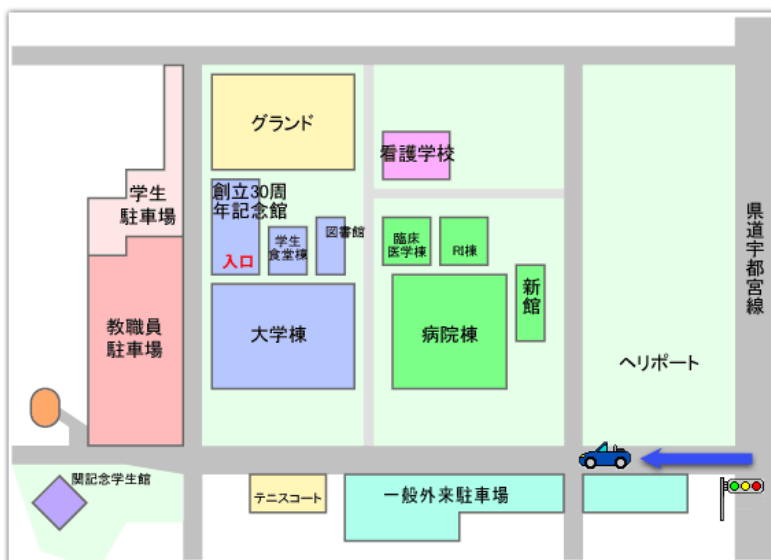 グランド
看護学校
学生
駐車場
創立30周
年記念館
入口
学生
食堂棟
図書館
臨床
医学棟
RI棟
新
館
県道宇都宮線
教職員
駐車場
大学棟
病院棟
ヘリポート
関記念学生館
テニスコート
一般外来駐車場